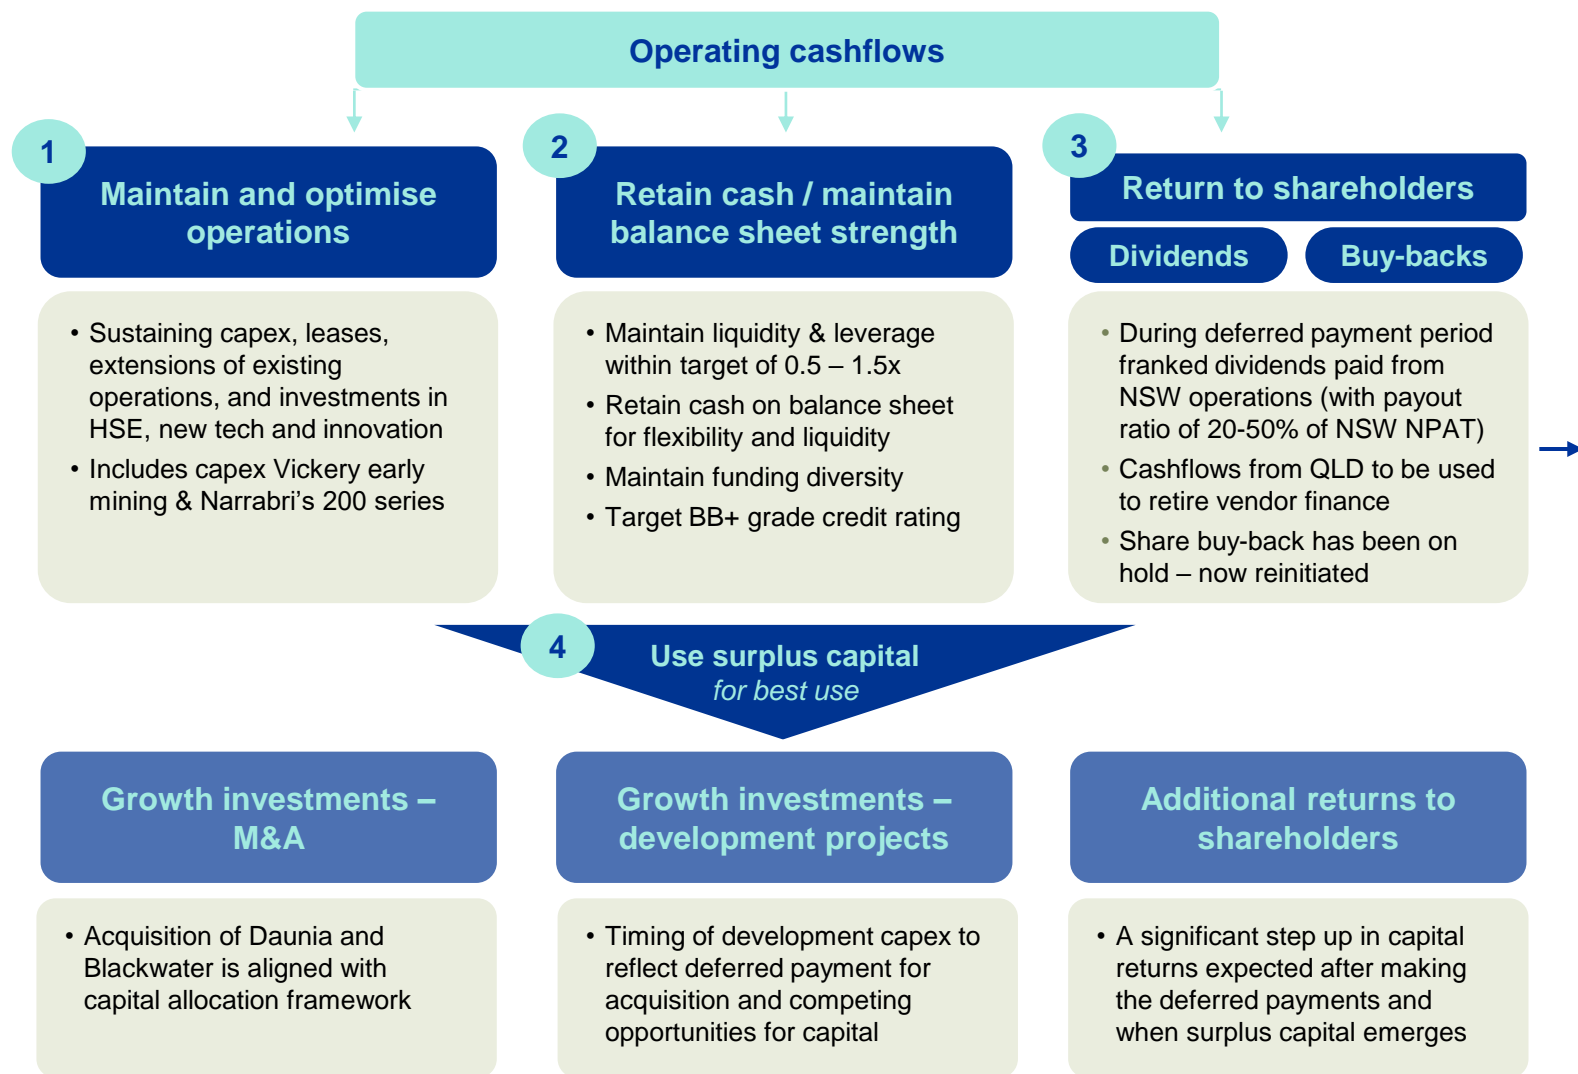 Operating cashflows
1
Maintain and optimise
operations
• Sustaining capex, leases,
extensions of existing
operations, and investments in
HSE, new tech and innovation
• Includes capex Vickery early
mining & Narrabri's 200 series
2
Retain cash / maintain
balance sheet strength
• Maintain liquidity & leverage
within target of 0.5 – 1.5x
• Retain cash on balance sheet
for flexibility and liquidity
• Maintain funding diversity
• Target BB+ grade credit rating
3
Return to shareholders
Dividends
Buy-backs
• During deferred payment period
franked dividends paid from
NSW operations (with payout
ratio of 20-50% of NSW NPAT)
• Cashflows from QLD to be used
to retire vendor finance
• Share buy-back has been on
hold – now reinitiated
4
Use surplus capital
for best use
Growth investments –
M&A
• Acquisition of Daunia and
Blackwater is aligned with
capital allocation framework
Growth investments –
development projects
• Timing of development capex to
reflect deferred payment for
acquisition and competing
opportunities for capital
Additional returns to
shareholders
• A significant step up in capital
returns expected after making
the deferred payments and
when surplus capital emerges